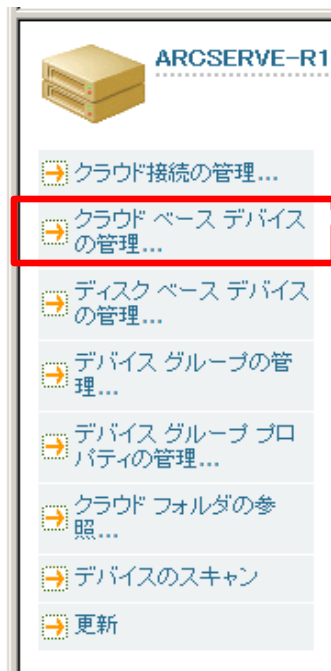 ARCSERVE-R1
クラウド接続の管理...
クラウド ベース デバイス
の管理...
ディスク ベース デバイス
の管理...
デバイス グループの管
理...
デバイス グループ プロ
パティの管理...
クラウド フォルダの参
照...
デバイスのスキャン
更新